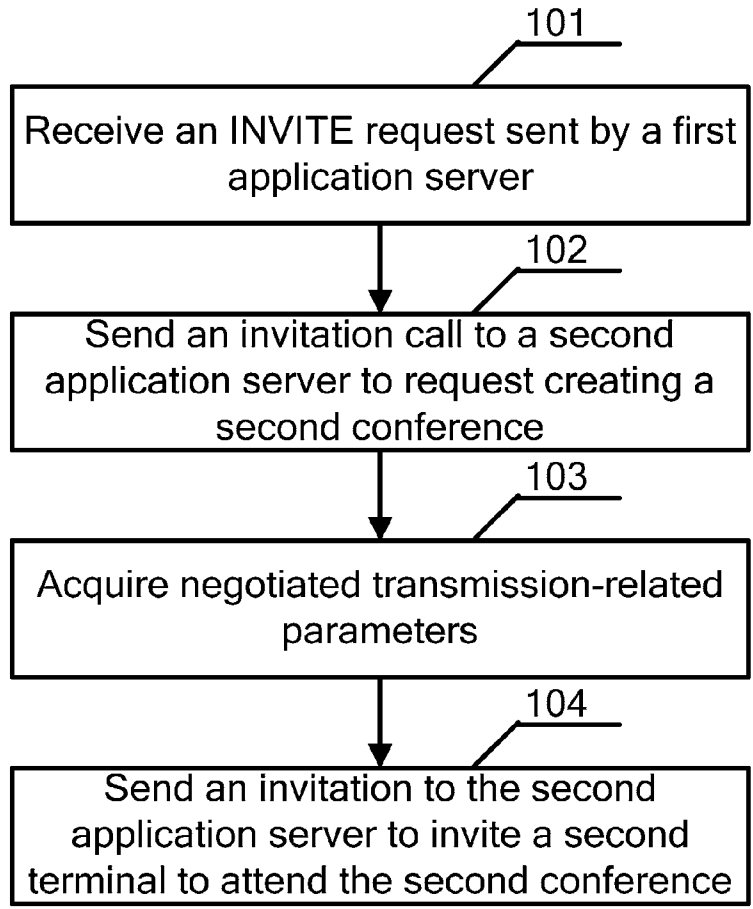 101
Receive an INVITE request sent by a first
application server
102
Send an invitation call to a second
application server to request creating a
second conference
103
Acquire negotiated transmission-related
parameters
104
Send an invitation to the second
application server to invite a second
terminal to attend the second conference